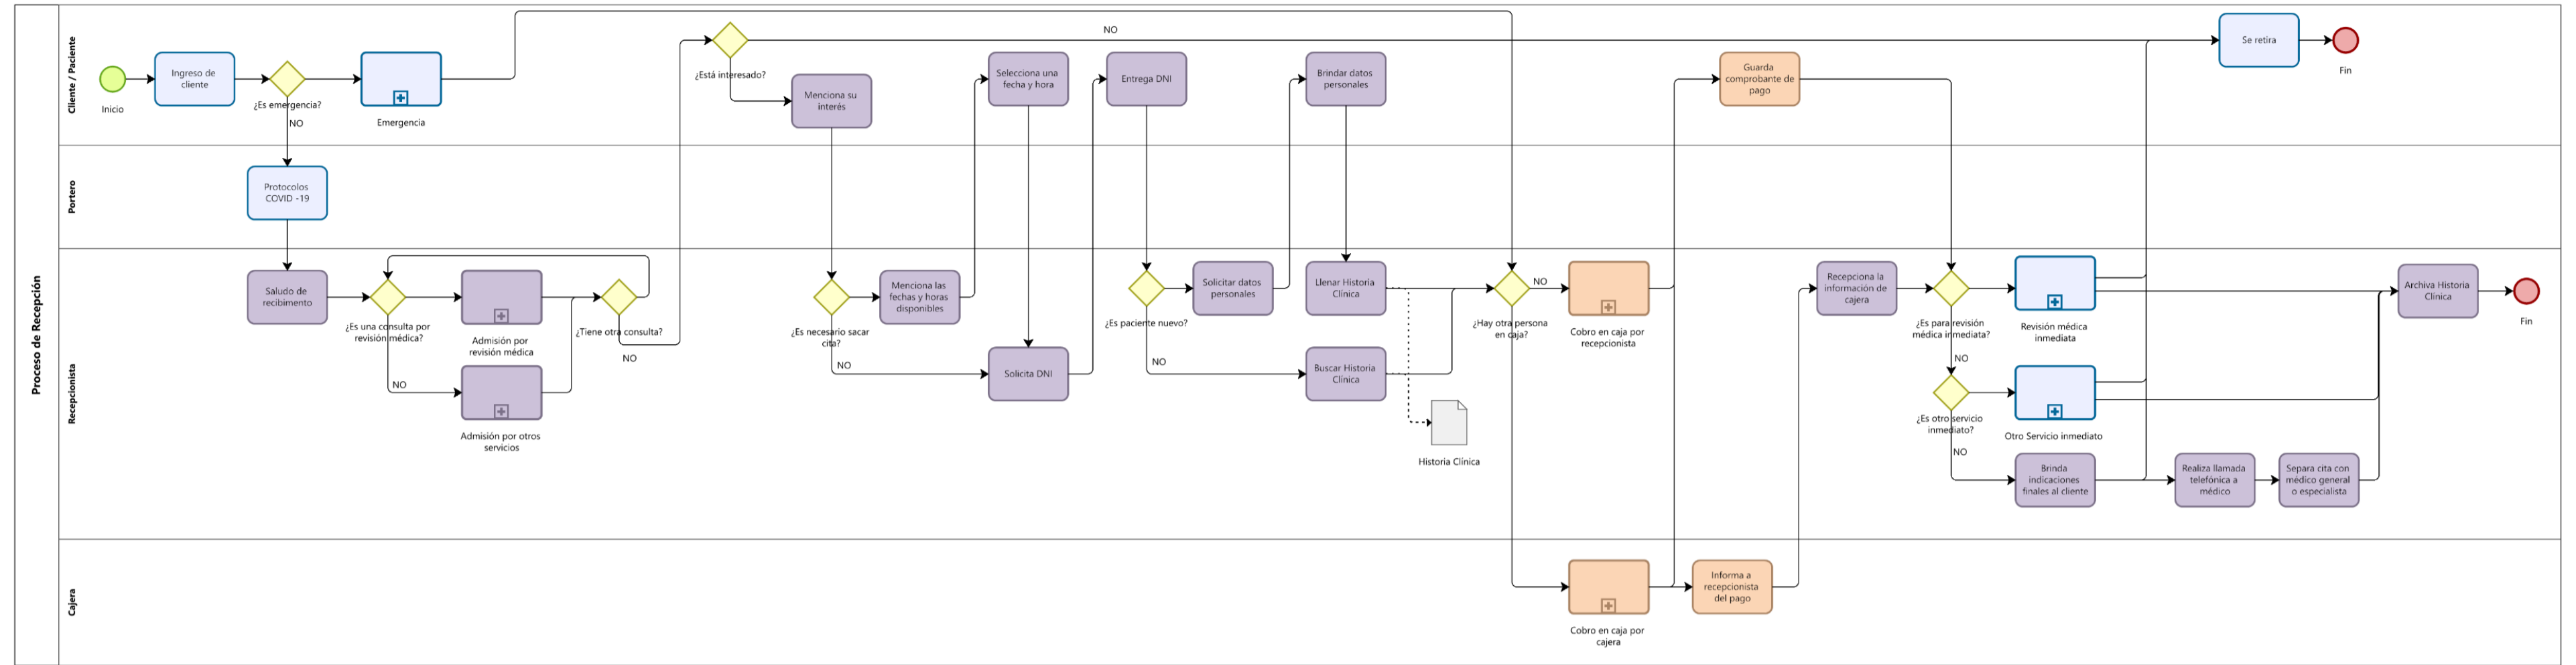 Proceso de Recepción
Cliente / Paciente
Inicio
Ingreso de
cliente
¿Es emergencia?
NO
Emergencia
¿Está interesado?
NO
Menciona su
interés
Selecciona una
fecha y hora
Entrega DNI
Brindar datos
personales
Guarda
comprobante de
pago
Se retira
Fin
Portero
Protocolos
COVID -19
Recepcionista
Saludo de
recibimiento
¿Es una consulta por
revisión médica?
NO
Admisión por
revisión médica
Admisión por otros
servicios
¿Tiene otra consulta?
NO
¿Es necesario sacar
cita?
NO
Menciona las
fechas y horas
disponibles
Solicita DNI
¿Es paciente nuevo?
NO
Solicitar datos
personales
Llenar Historia
Clínica
Buscar Historia
Clínica
Historia Clínica
¿Hay otra persona
en caja?
NO
Cobro en caja por
recepcionista
Recepciona la
información de
cajera
¿Es para revisión
médica inmediata?
NO
Revisión médica
inmediata
¿Es otro servicio
inmediato?
NO
Otro Servicio inmediato
Brinda
indicaciones
finales al cliente
Realiza llamada
telefónica a
médico
Separa cita con
médico general
o especialista
Archiva Historia
Clínica
Fin
Cajera
Cobro en caja por
cajera
Informa a
recepcionista
del pago